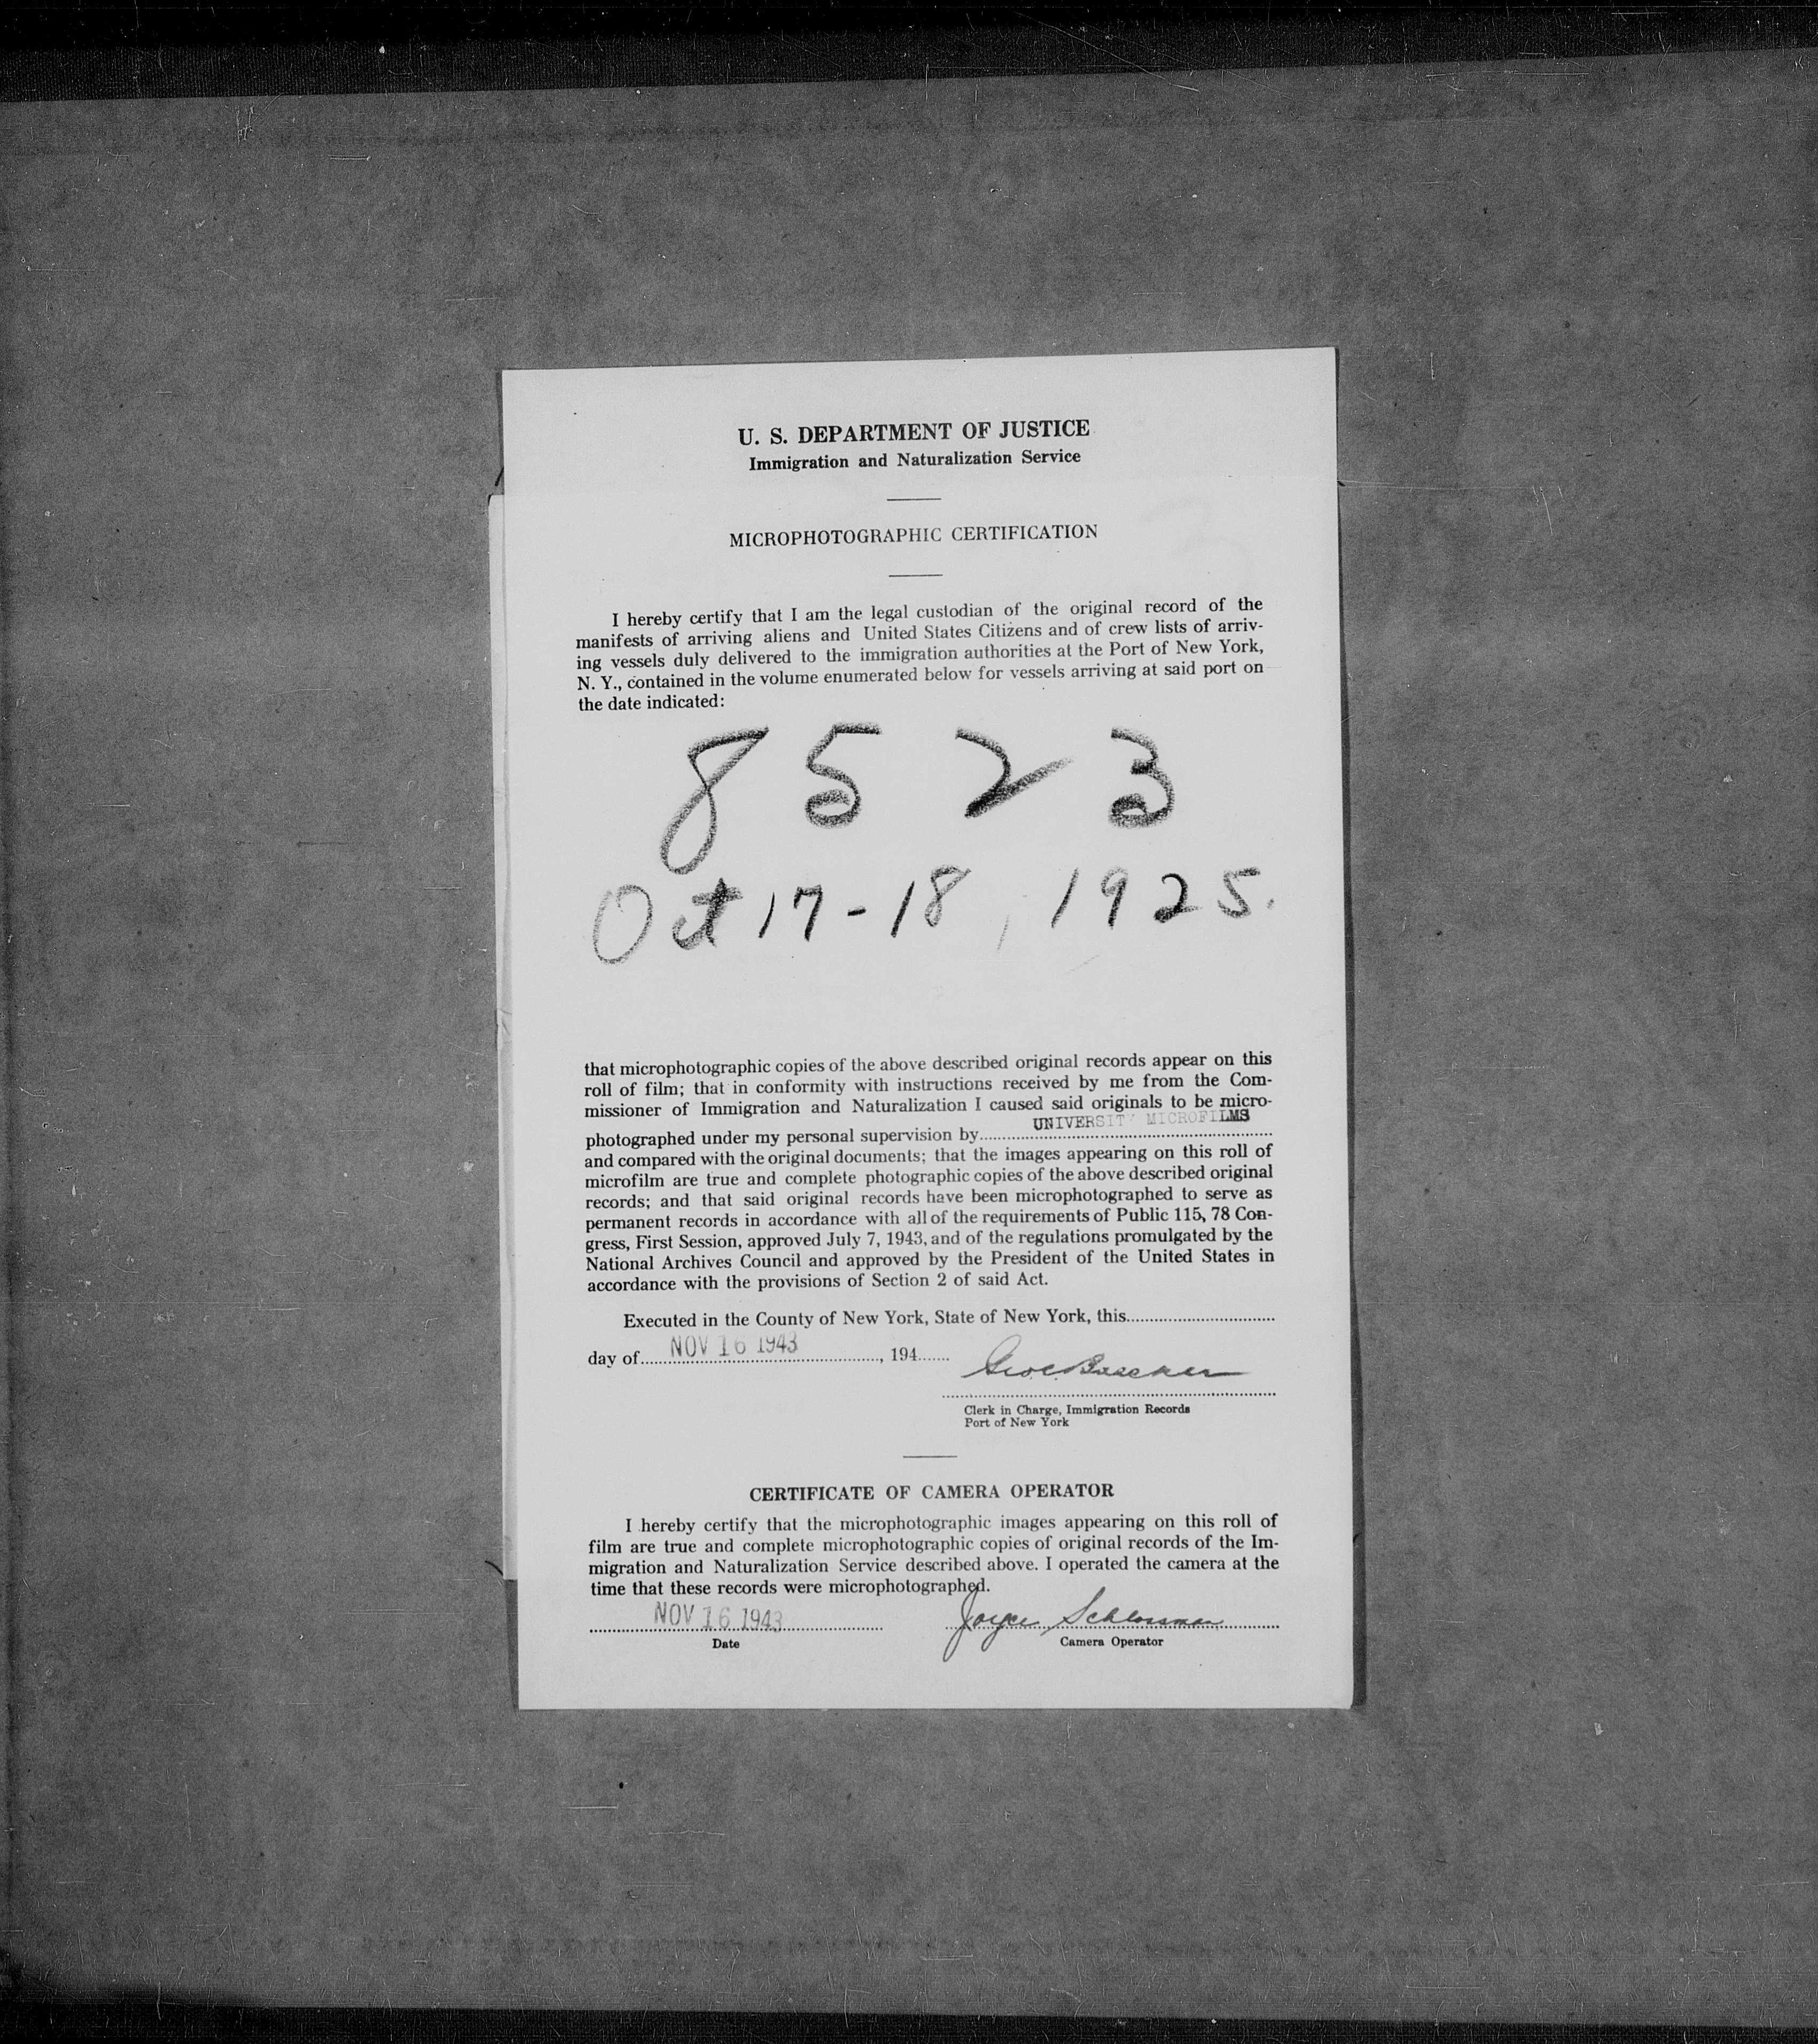 U. S. DEPARTMENT OF JUSTICE
Immigration and Naturalization Service
MICROPHOTOGRAPHIC CERTIFICATION
I hereby certify that I am the legal custodian of the original record of the
manifests of arriving aliens and United States Citizens and of crew lists of arriv-
ing vessels duly delivered to the immigration authorities at the Port of New York,
N. Y., contained in the volume enumerated below for vessels arriving at said port on
the date indicated:
8 5 2 3
Oct 17-18, 1925.
that microphotographic copies of the above described original records appear on this
roll of film; that in conformity with instructions received by me from the Com-
missioner of Immigration and Naturalization I caused said originals to be micro-
photographed under my personal supervision by UNIVERSITY MICROFILMS
and compared with the original documents; that the images appearing on this roll of
microfilm are true and complete photographic copies of the above described original
records; and that said original records have been microphotographed to serve as
permanent records in accordance with all of the requirements of Public 115, 78 Con-
gress, First Session, approved July 7, 1943, and of the regulations promulgated by the
National Archives Council and approved by the President of the United States in
accordance with the provisions of Section 2 of said Act.
Executed in the County of New York, State of New York, this
day of NOV 16 1943, 194
Clerk in Charge, Immigration Records
Port of New York
CERTIFICATE OF CAMERA OPERATOR
I hereby certify that the microphotographic images appearing on this roll of
film are true and complete microphotographic copies of original records of the Im-
migration and Naturalization Service described above. I operated the camera at the
time that these records were microphotographed.
NOV 16 1943 Joyce Schlossman
Date Camera Operator